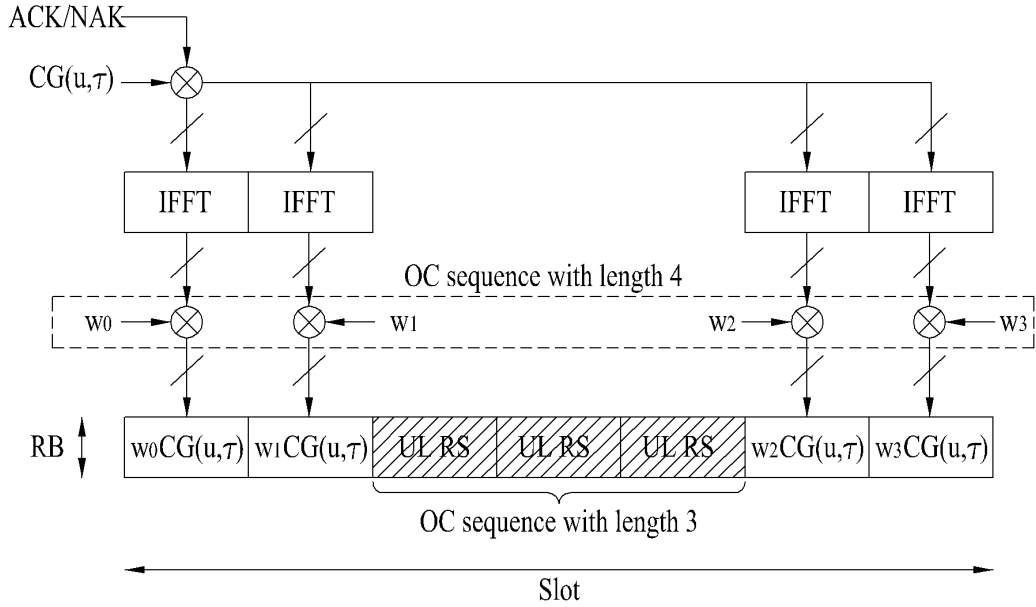 ACK/NAK
CG(u,τ)
IFFT IFFT IFFT IFFT
OC sequence with length 4
w0 w1 w2 w3
RB w0CG(u,τ) w1CG(u,τ) UL RS UL RS UL RS w2CG(u,τ) w3CG(u,τ)
OC sequence with length 3
Slot